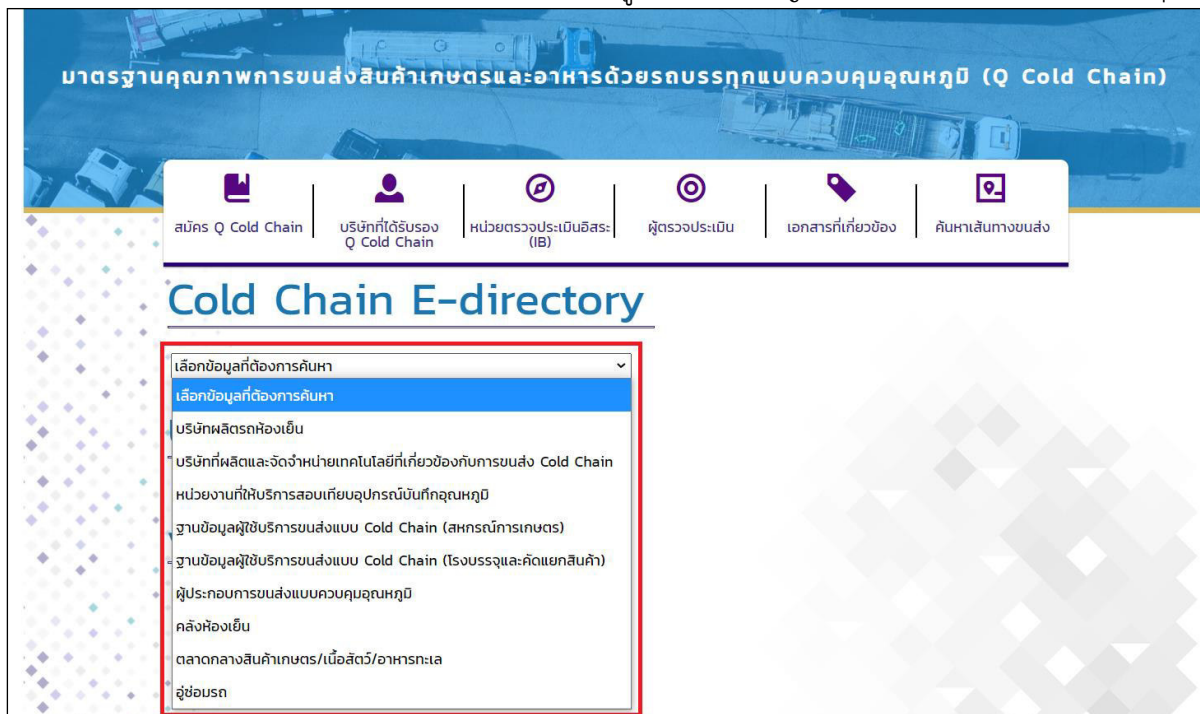 มาตรฐานคุณภาพการขนส่งสินค้าเกษตรและอาหารด้วยรถบรรทุกแบบควบคุมอุณหภูมิ (Q Cold Chain)
สมัคร Q Cold Chain
บริษัทที่ได้รับรอง
Q Cold Chain
หน่วยตรวจประเมินอิสระ
(IB)
ผู้ตรวจประเมิน
เอกสารที่เกี่ยวข้อง
ค้นหาเส้นทางขนส่ง
Cold Chain E-directory
เลือกข้อมูลที่ต้องการค้นหา
เลือกข้อมูลที่ต้องการค้นหา
บริษัทผลิตรถห้องเย็น
บริษัทที่ผลิตและจัดจำหน่ายเทคโนโลยีที่เกี่ยวข้องกับการขนส่ง Cold Chain
หน่วยงานที่ให้บริการสอบเทียบอุปกรณ์บันทึกอุณหภูมิ
ฐานข้อมูลผู้ใช้บริการขนส่งแบบ Cold Chain (สหกรณ์การเกษตร)
ฐานข้อมูลผู้ใช้บริการขนส่งแบบ Cold Chain (โรงบรรจุและคัดแยกสินค้า)
ผู้ประกอบการขนส่งแบบควบคุมอุณหภูมิ
คลังห้องเย็น
ตลาดกลางสินค้าเกษตร/เนื้อสัตว์/อาหารทะเล
อู่ซ่อมรถ